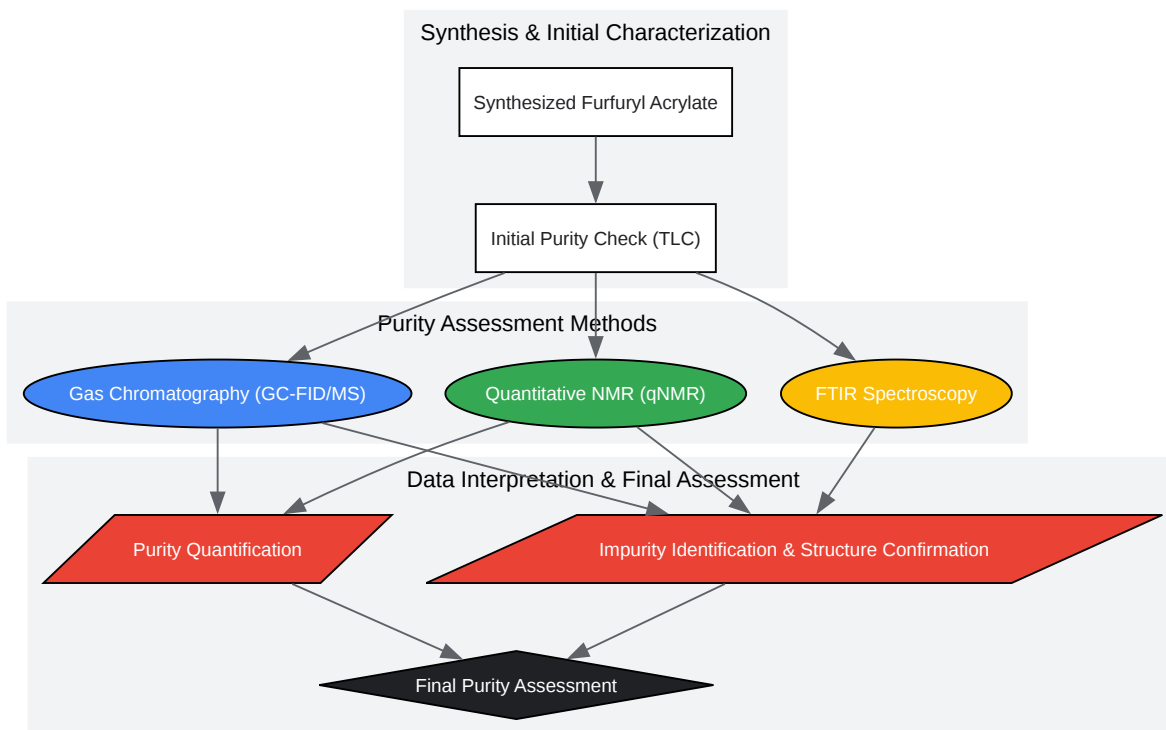 Synthesis & Initial Characterization
Synthesized Furfuryl Acrylate
Initial Purity Check (TLC)
Purity Assessment Methods
Gas Chromatography (GC-FID/MS)
Quantitative NMR (qNMR)
FTIR Spectroscopy
Data Interpretation & Final Assessment
Purity Quantification
Impurity Identification & Structure Confirmation
Final Purity Assessment